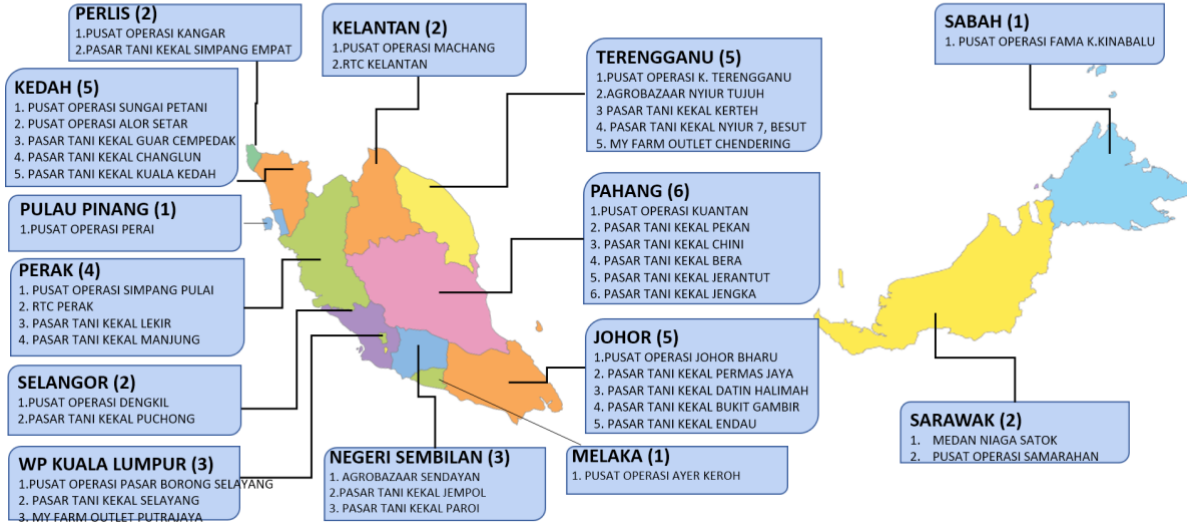 PERLIS (2)
1.PUSAT OPERASI KANGAR
2.PASAR TANI KEKAL SIMPANG EMPAT
KEDAH (5)
1. PUSAT OPERASI SUNGAI PETANI
2. PUSAT OPERASI ALOR SETAR
3. PASAR TANI KEKAL GUAR CEMPEDAK
4. PASAR TANI KEKAL CHANGLUN
5. PASAR TANI KEKAL KUALA KEDAH
PULAU PINANG (1)
1.PUSAT OPERASI PERAI
PERAK (4)
1. PUSAT OPERASI SIMPANG PULAI
2. RTC PERAK
3. PASAR TANI KEKAL LEKIR
4. PASAR TANI KEKAL MANJUNG
SELANGOR (2)
1.PUSAT OPERASI DENGKIL
2.PASAR TANI KEKAL PUCHONG
WP KUALA LUMPUR (3)
1.PUSAT OPERASI PASAR BORONG SELAYANG
2. PASAR TANI KEKAL SELAYANG
3. MY FARM OUTLET PUTRAJAYA
KELANTAN (2)
1.PUSAT OPERASI MACHANG
2.RTC KELANTAN
TERENGGANU (5)
1.PUSAT OPERASI K. TERENGGANU
2.AGROBAZAAR NYIUR TUJUH
3 PASAR TANI KEKAL KERTEH
4. PASAR TANI KEKAL NYIUR 7, BESUT
5. MY FARM OUTLET CHENDERING
PAHANG (6)
1.PUSAT OPERASI KUANTAN
2. PASAR TANI KEKAL PEKAN
3. PASAR TANI KEKAL CHINI
4. PASAR TANI KEKAL BERA
5. PASAR TANI KEKAL JERANTUT
6. PASAR TANI KEKAL JENGKA
JOHOR (5)
1.PUSAT OPERASI JOHOR BHARU
2. PASAR TANI KEKAL PERMAS JAYA
3. PASAR TANI KEKAL DATIN HALIMAH
4. PASAR TANI KEKAL BUKIT GAMBIR
5. PASAR TANI KEKAL ENDAU
NEGERI SEMBILAN (3)
1. AGROBAZAAR SENDAYAN
2.PASAR TANI KEKAL JEMPOL
3. PASAR TANI KEKAL PAROI
MELAKA (1)
1. PUSAT OPERASI AYER KEROH
SABAH (1)
1. PUSAT OPERASI FAMA K.KINABALU
SARAWAK (2)
1. MEDAN NIAGA SATOK
2. PUSAT OPERASI SAMARAHAN